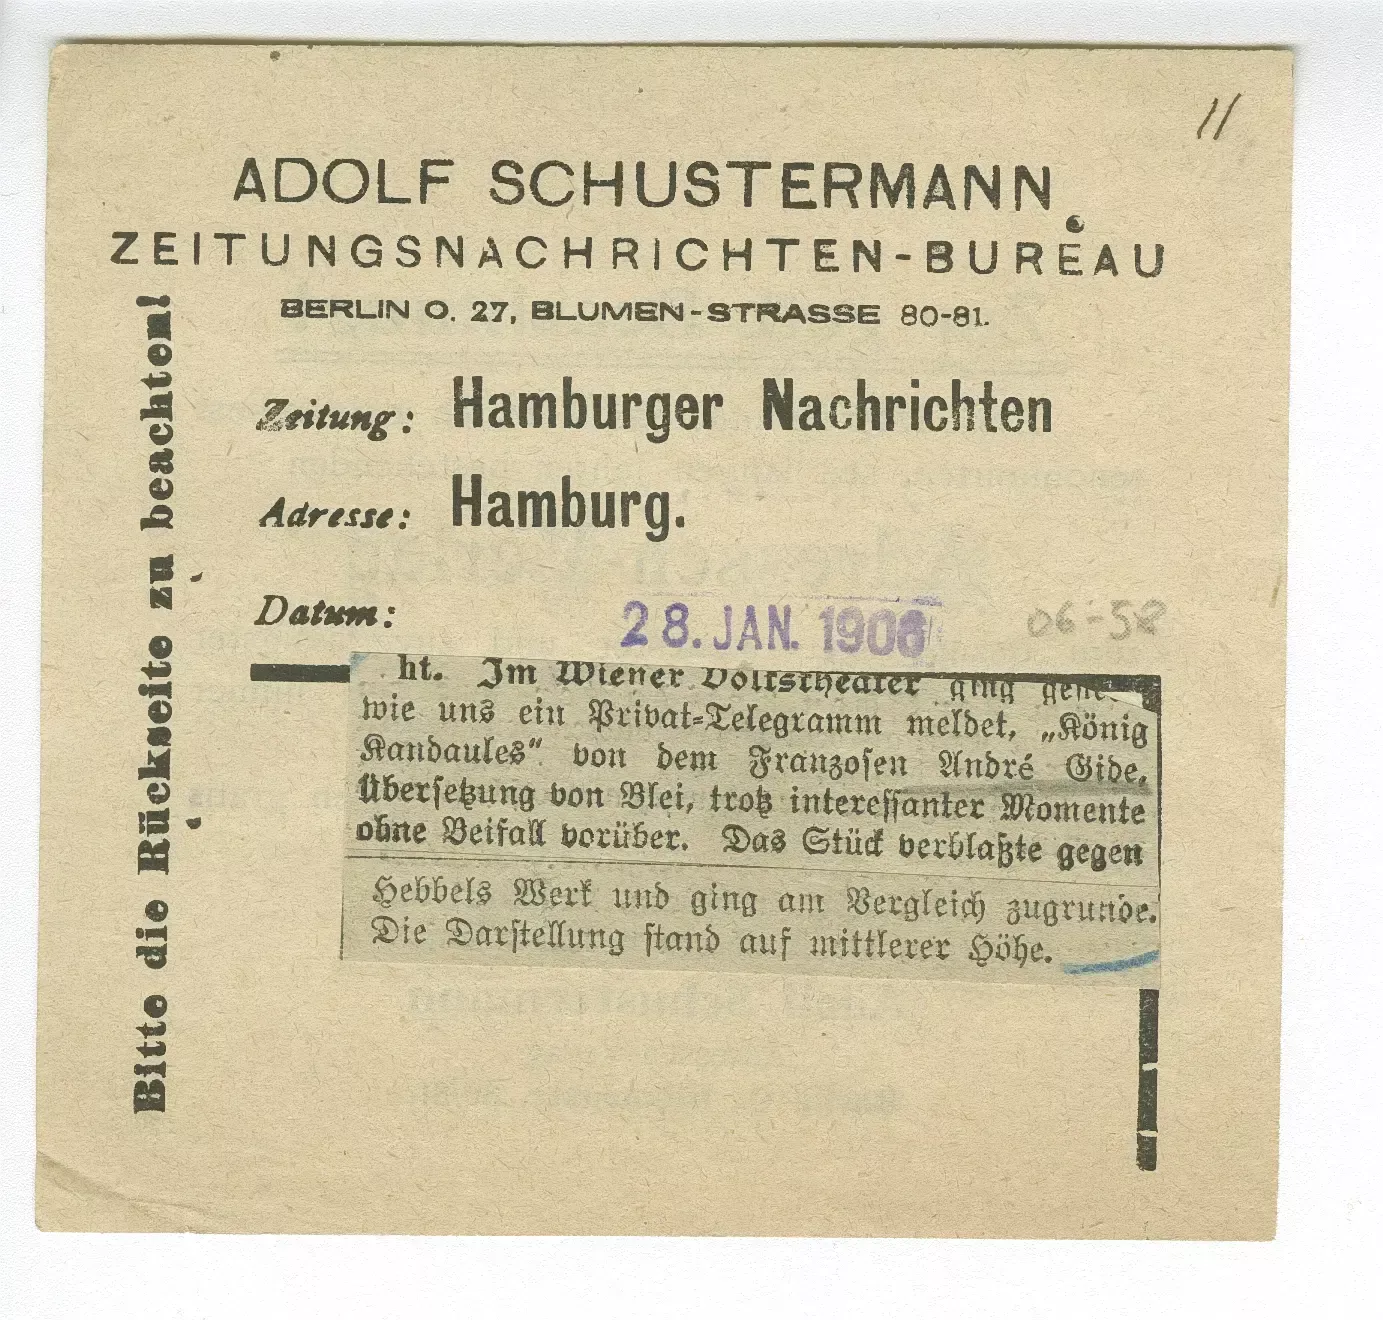 11
ADOLF SCHUSTERMANN
ZEITUNGSNACHRICHTEN-BUREAU
BERLIN O. 27, BLUMEN-STRASSE 80-81.
Zeitung: Hamburger Nachrichten
Adresse: Hamburg.
Datum: 28. JAN. 1906
06-58
Bitte die Rückseite zu beachten!
ht. Im Wiener Volkstheater ging
wie uns ein Privat-Telegramm meldet, „König
Kandaules“ von dem Franzosen André Gide,
Übersetzung von Blei, trotz interessanter Momente
ohne Beifall vorüber. Das Stück verblaßte gegen
Hebbels Werk und ging am Vergleich zugrunde.
Die Darstellung stand auf mittlerer Höhe.